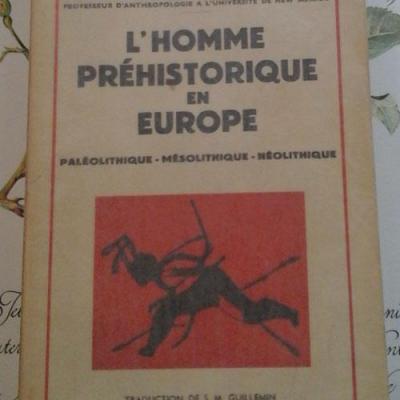 PROFESSEUR D'ANTHROPOLOGIE A L'UNIVERSITÉ DE NEW MEXICO
L'HOMME
PRÉHISTORIQUE
EN
EUROPE
PALÉOLITHIQUE - MÉSOLITHIQUE - NÉOLITHIQUE
TRADUCTION DE S. M. GUILLEMIN